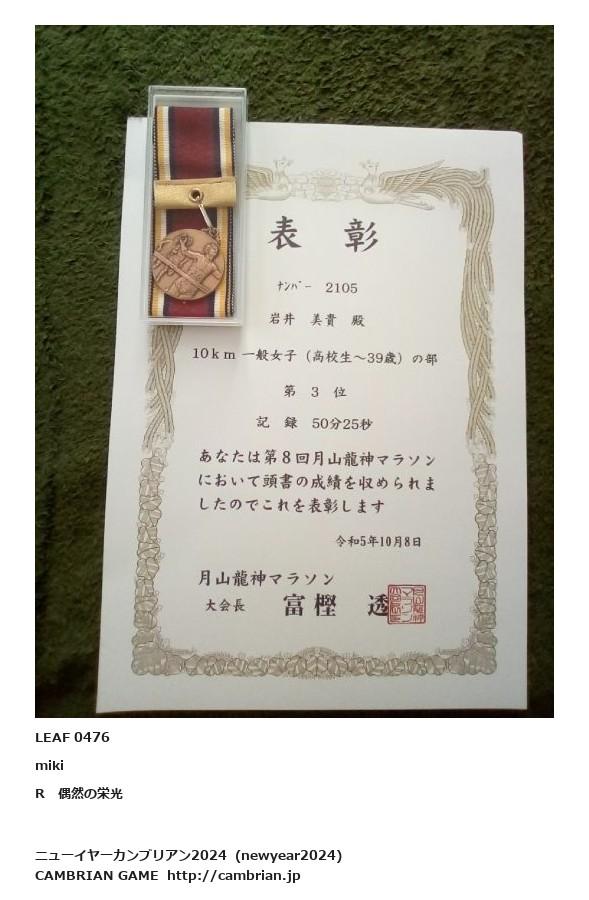 表 彰
ﾅﾝﾊﾞｰ 2105
岩井 美貴 殿
10km 一般女子（高校生～39歳）の部
第 3 位
記 録 50分25秒
あなたは第８回月山龍神マラソン
において頭書の成績を収められま
したのでこれを表彰します
令和5年10月8日
月山龍神マラソン
大会長 富樫 透
LEAF 0476
miki
R 偶然の栄光
ニューイヤーカンブリアン2024 (newyear2024)
CAMBRIAN GAME http://cambrian.jp